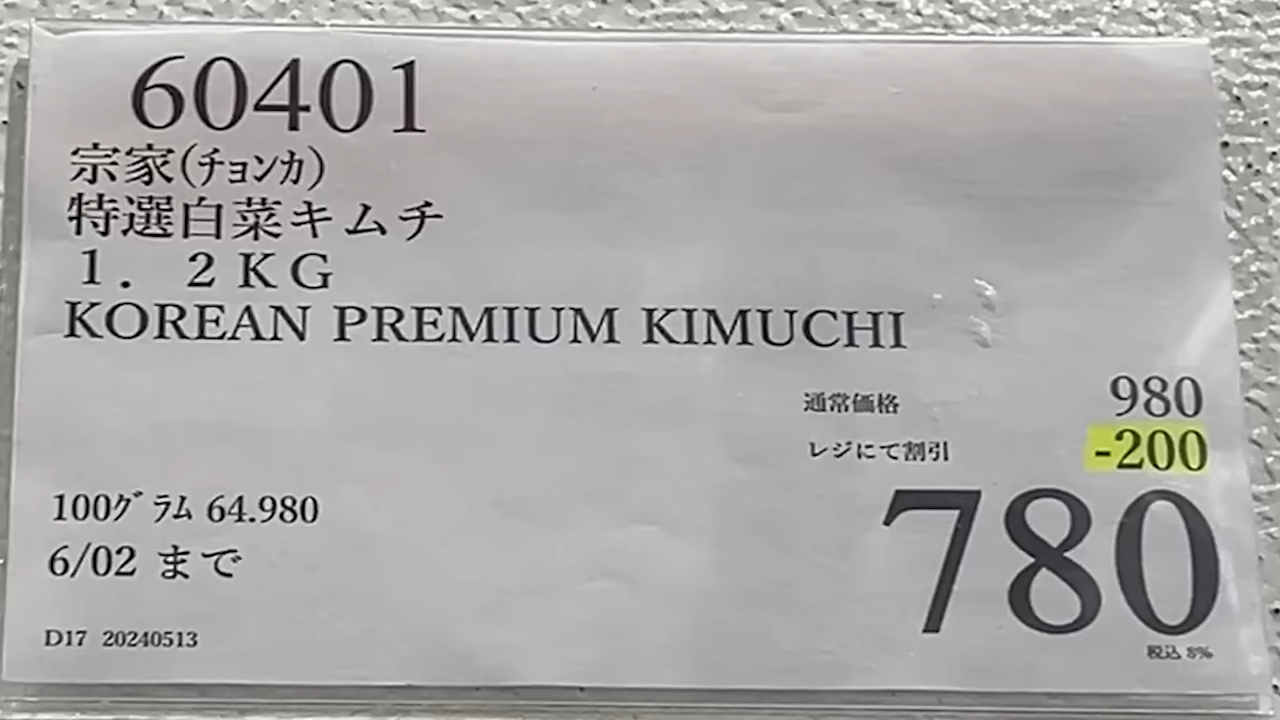 60401
宗家(ﾁｮﾝｶ)
特選白菜キムチ
１．２ＫＧ
KOREAN PREMIUM KIMUCHI
通常価格 980
レジにて割引 -200
780
税込 8%
100ｸﾞﾗﾑ 64.980
6/02 まで
D17 20240513